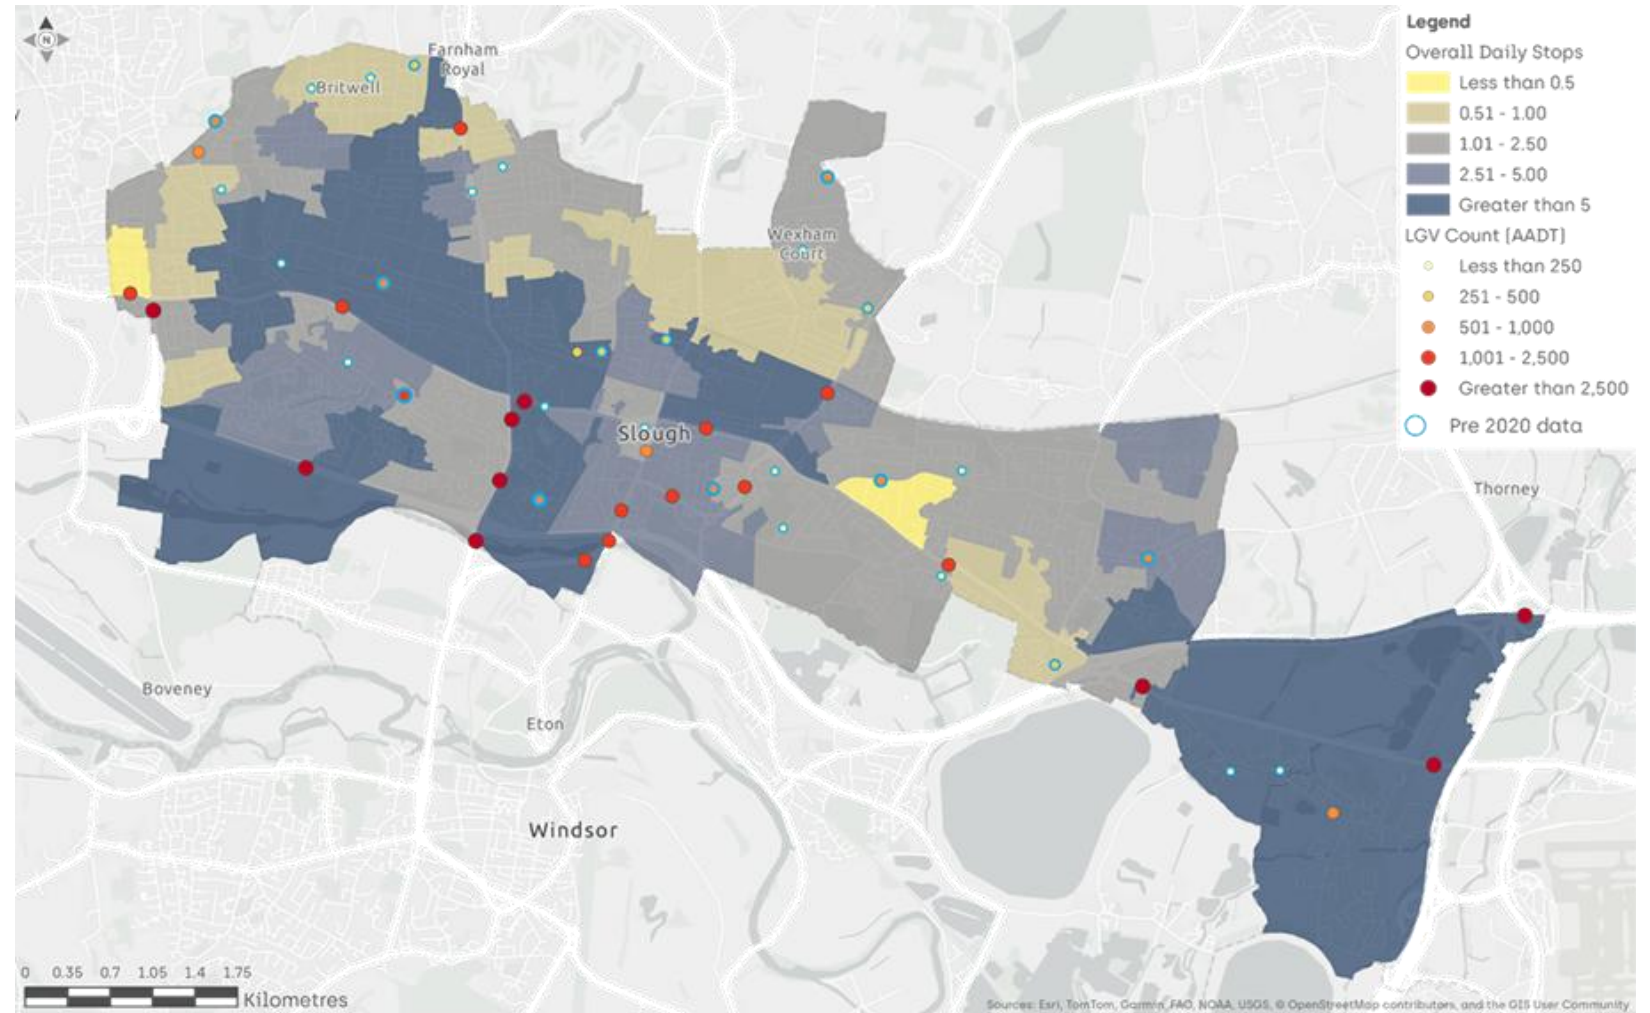 N
Legend
Overall Daily Stops
Less than 0.5
0.51 - 1.00
1.01 - 2.50
2.51 - 5.00
Greater than 5
LGV Count (AADT)
Less than 250
251 - 500
501 - 1,000
1,001 - 2,500
Greater than 2,500
Pre 2020 data
Farnham
Royal
Britwell
Wexham
Court
Slough
Thorney
Boveney
Eton
Windsor
0 0.35 0.7 1.05 1.4 1.75
Kilometres
Sources: Esri, TomTom, Garmin, FAO, NOAA, USGS, © OpenStreetMap contributors, and the GIS User Community